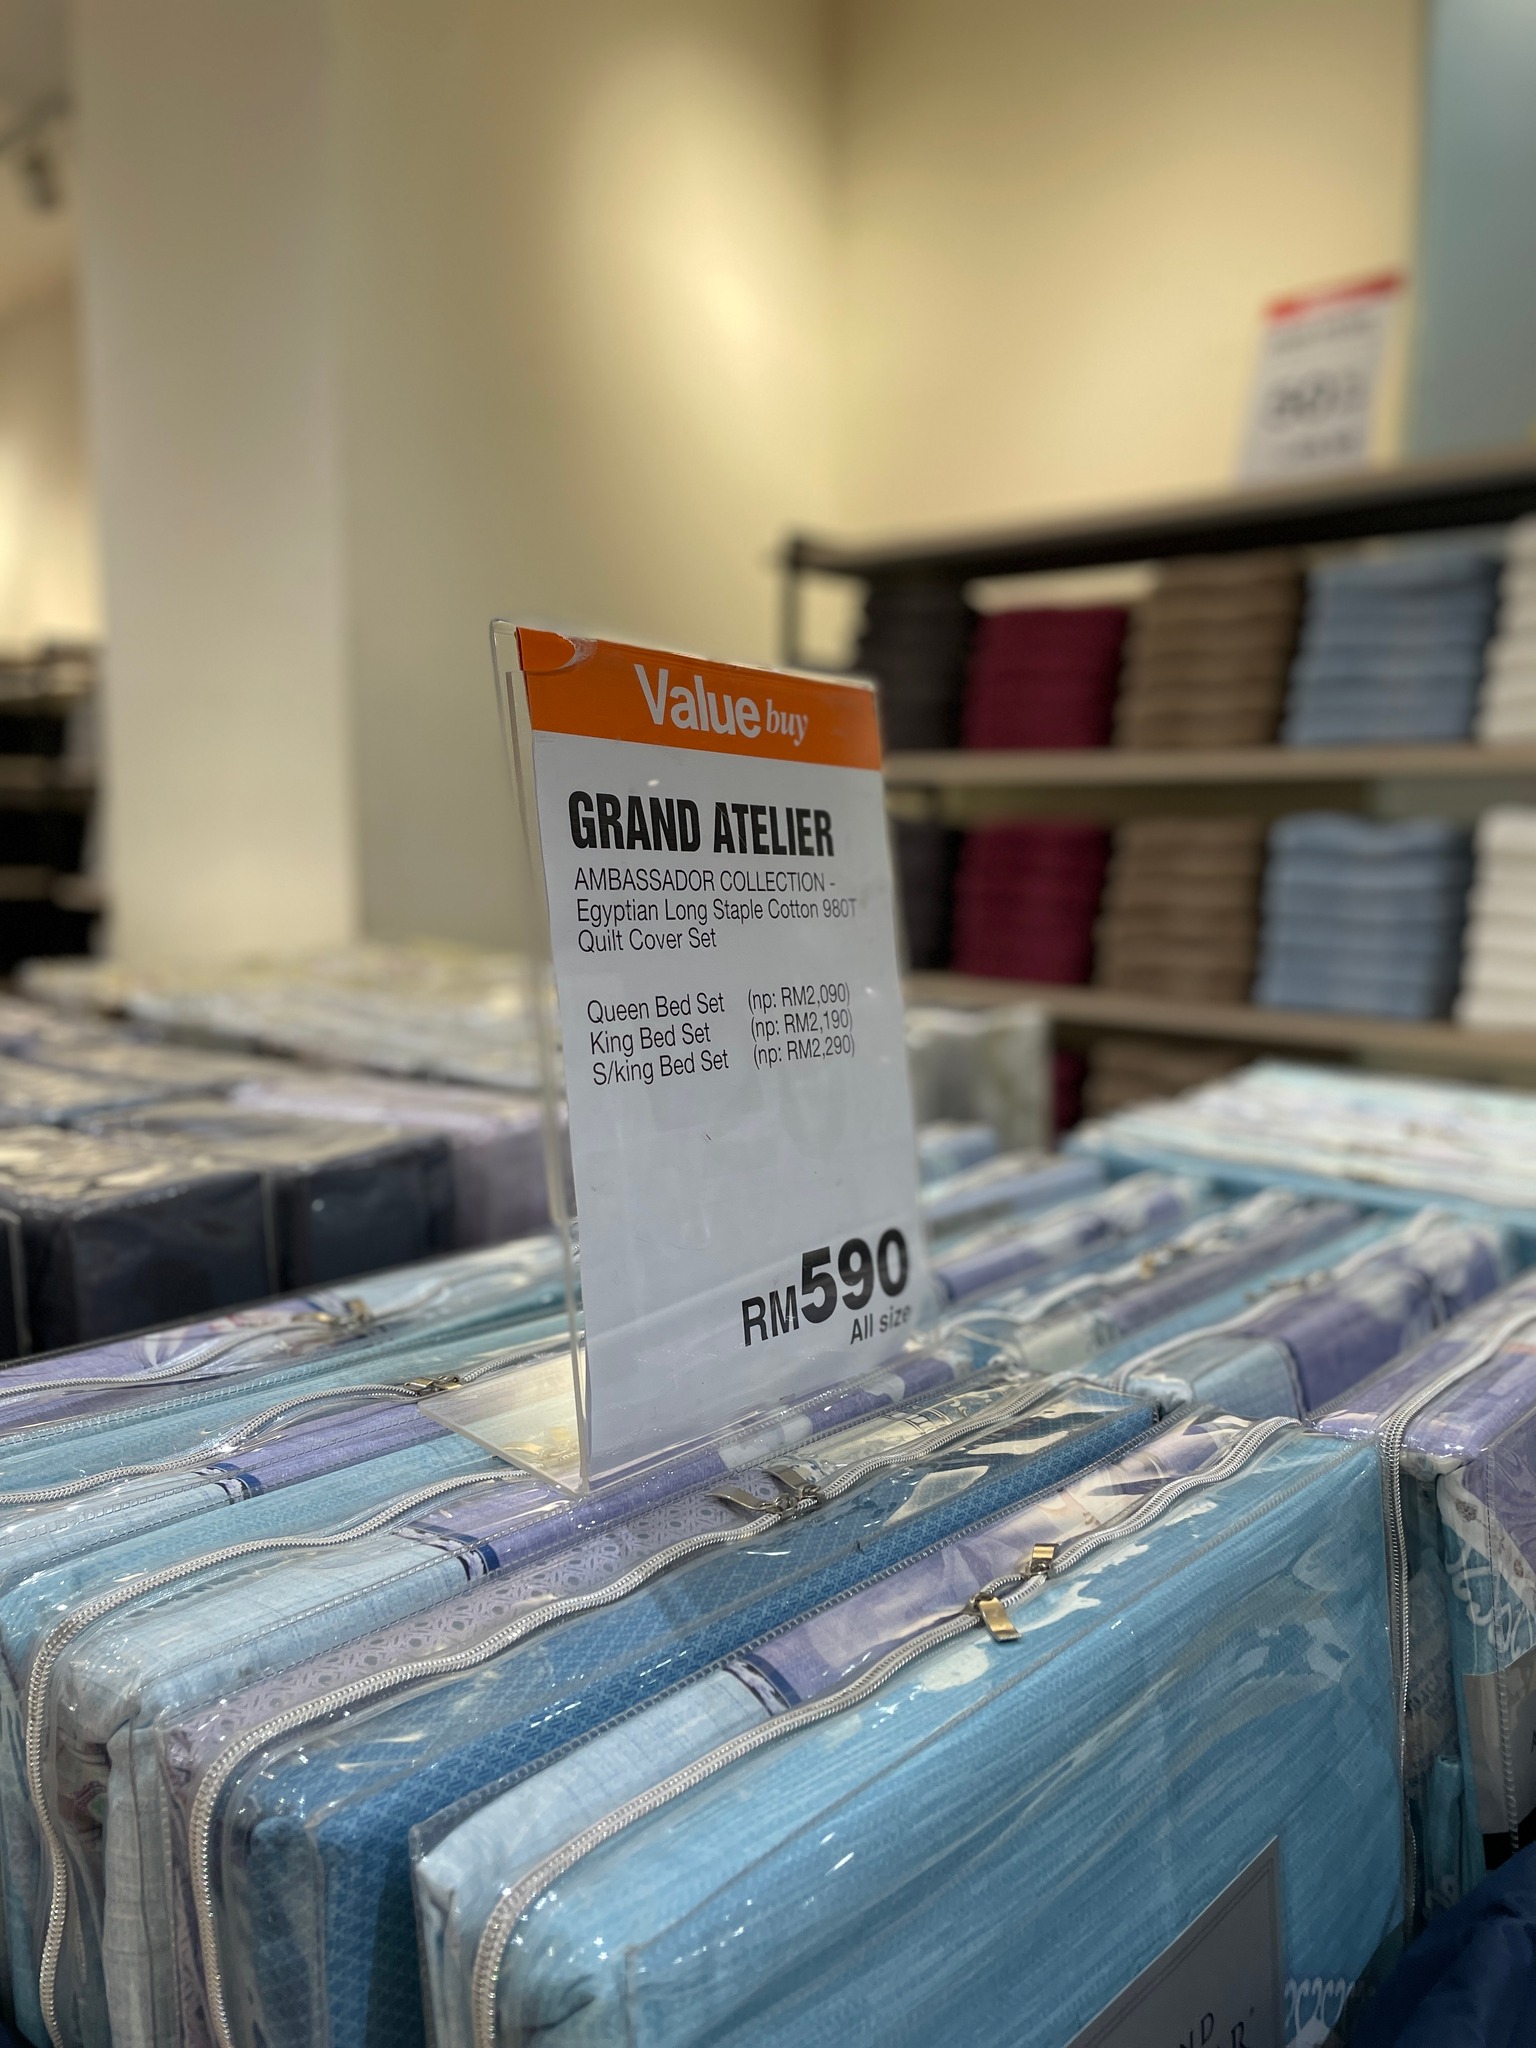 Value buy
GRAND ATELIER
AMBASSADOR COLLECTION -
Egyptian Long Staple Cotton 980T
Quilt Cover Set
Queen Bed Set (np: RM2,090)
King Bed Set (np: RM2,190)
S/king Bed Set (np: RM2,290)
RM590
All size